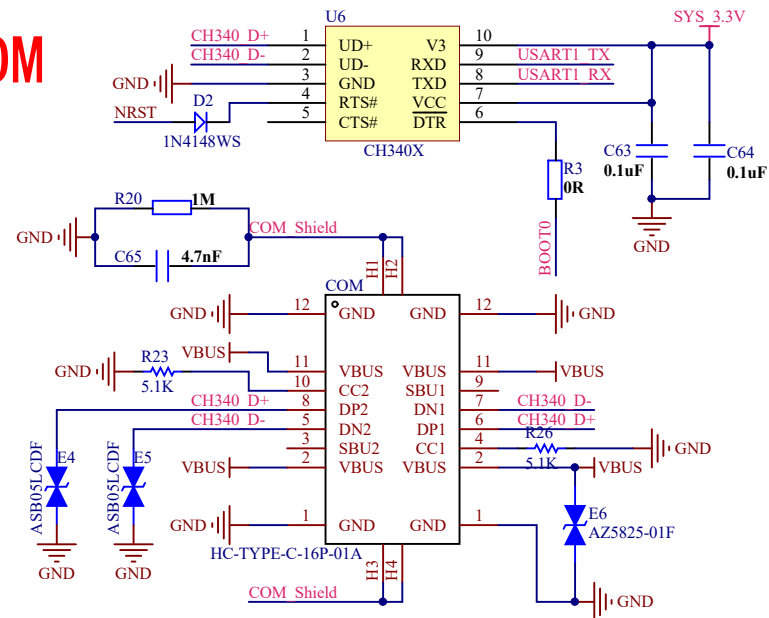 OM
U6
CH340_D+ 1 UD+ V3 10 SYS_3.3V
CH340_D- 2 UD- RXD 9 USART1_TX
GND 3 GND TXD 8 USART1_RX
NRST D2 4 RTS# VCC 7
1N4148WS 5 CTS# DTR 6
CH340X
R3
0R
BOOT0
C63
0.1uF
C64
0.1uF
GND
R20 1M
GND
C65 4.7nF
COM_Shield
H1 H2
COM
GND 12 GND GND 12 GND
VBUS 11 VBUS VBUS 11 VBUS
GND R23 5.1K 10 CC2 SBU1 9
CH340_D+ 8 DP2 DN1 7 CH340_D-
CH340_D- 5 DN2 DP1 6 CH340_D+
3 SBU2 CC1 4 R26 5.1K GND
VBUS 2 VBUS VBUS 2 VBUS
E4
ASB05LCDF
GND
E5
ASB05LCDF
GND
E6
AZ5825-01F
GND 1 GND GND 1
GND
HC-TYPE-C-16P-01A
H3 H4
COM_Shield